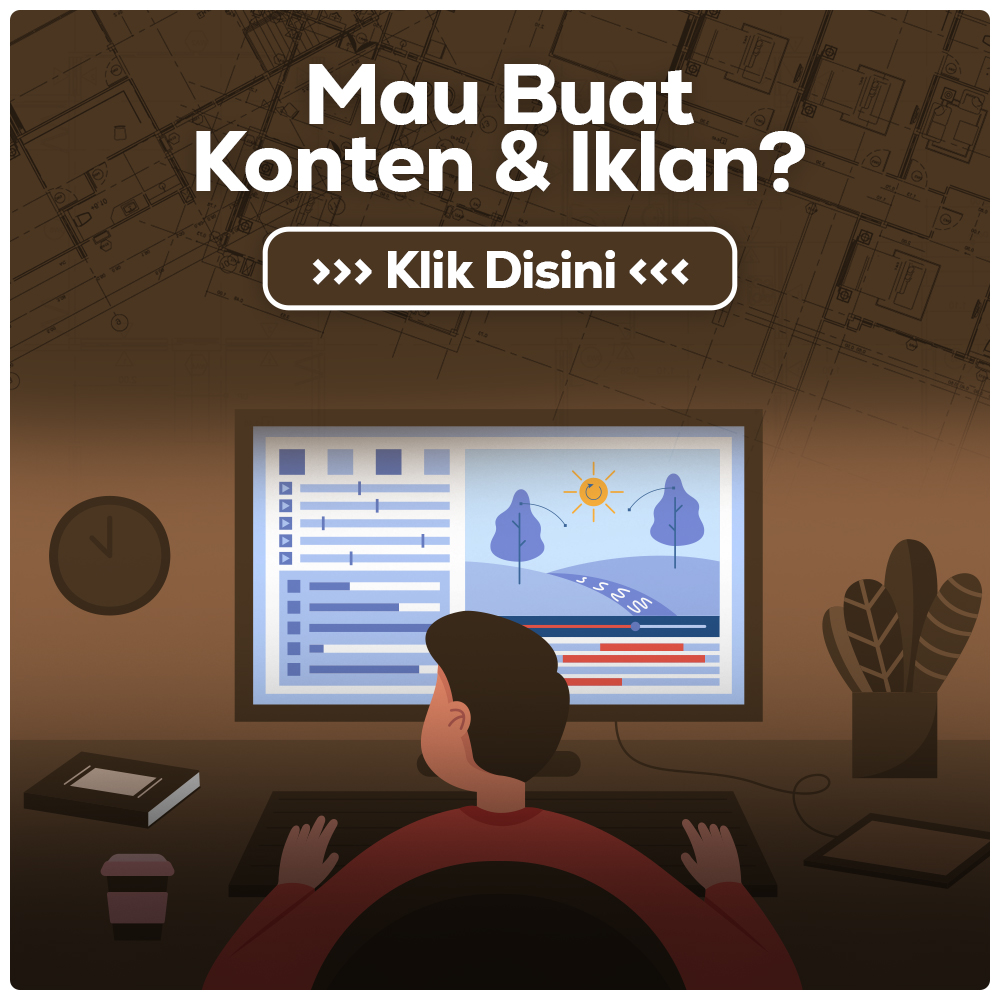 Mau Buat
Konten & Iklan?
>>> Klik Disini <<<